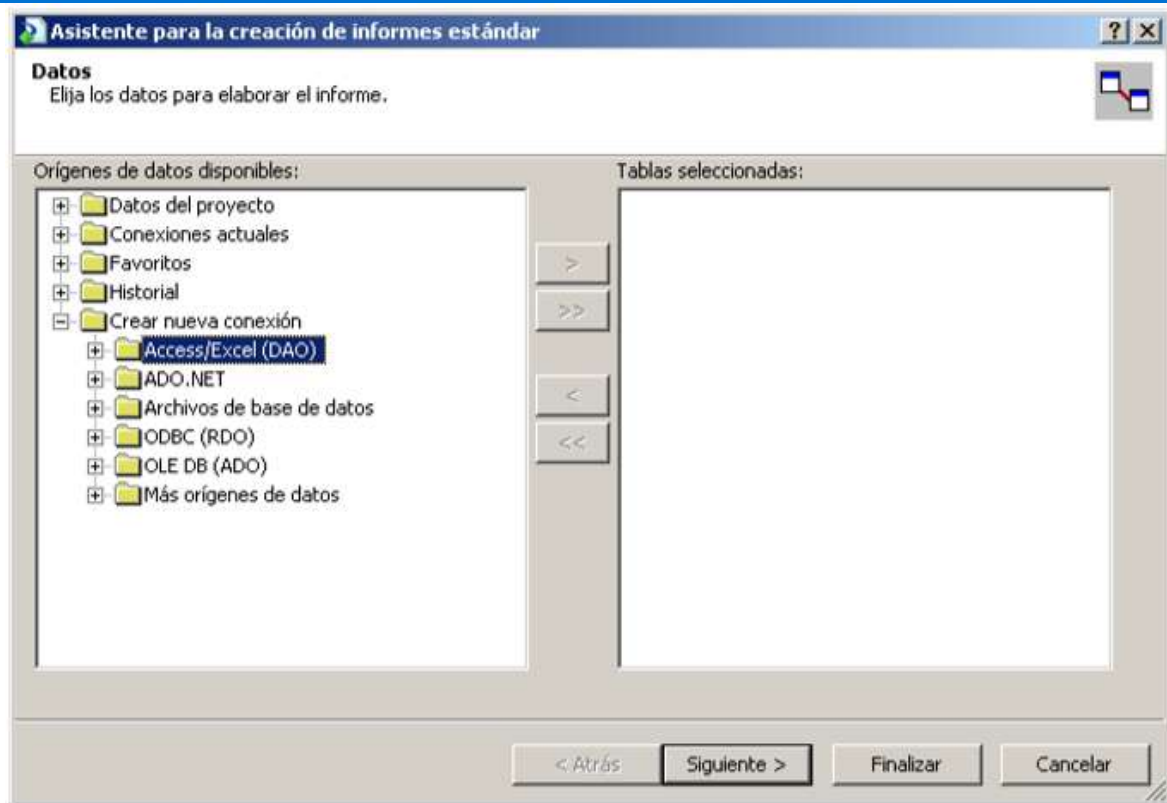 Asistente para la creación de informes estándar
Datos
Elija los datos para elaborar el informe.
Orígenes de datos disponibles:
Tablas seleccionadas:
Datos del proyecto
Conexiones actuales
Favoritos
Historial
Crear nueva conexión
Access/Excel (DAO)
ADO.NET
Archivos de base de datos
ODBC (RDO)
OLE DB (ADO)
Más orígenes de datos
>
>>
<
<<
< Atrás
Siguiente >
Finalizar
Cancelar